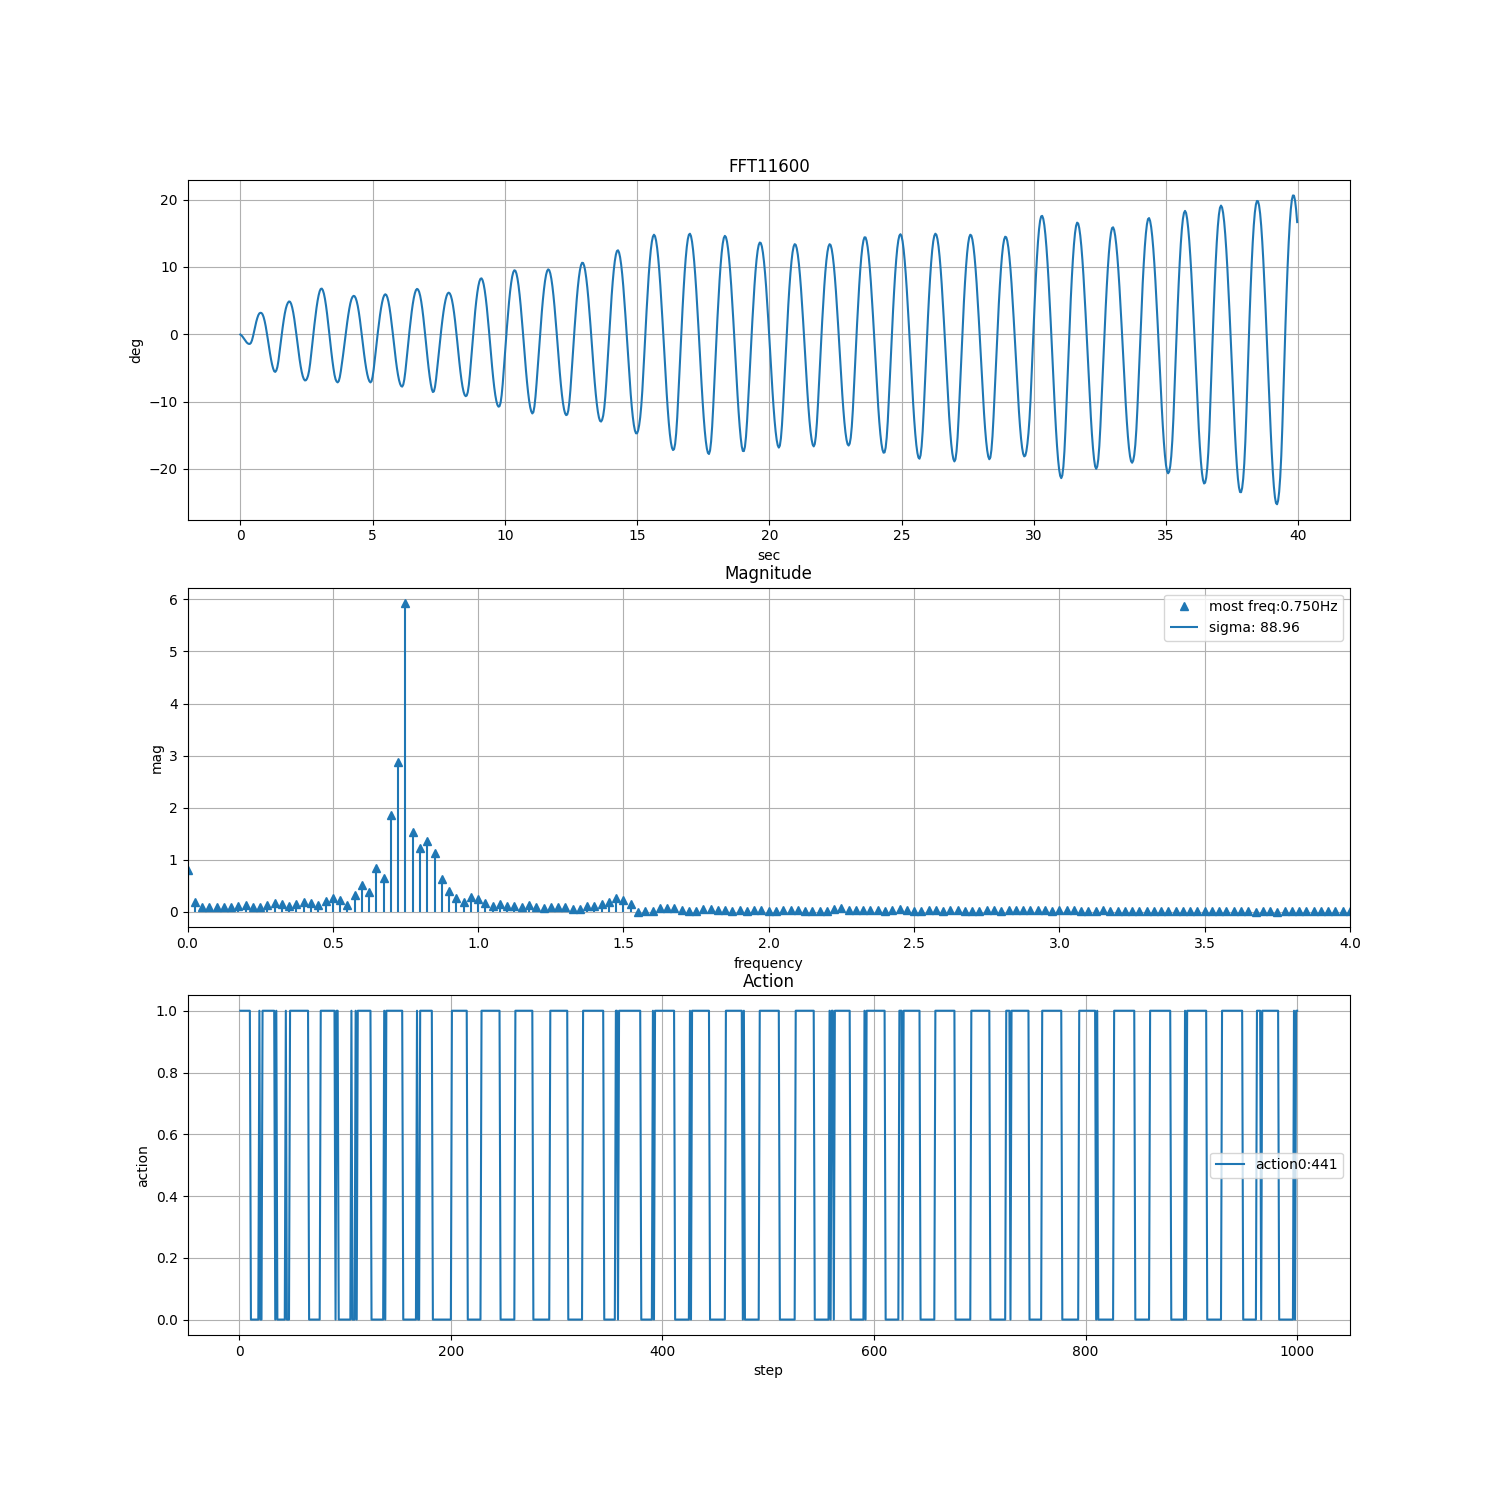 FFT11600
20
10
0
−10
−20
deg
0 5 10 15 20 25 30 35 40
sec
Magnitude
most freq:0.750Hz
sigma: 88.96
6
5
4
3
2
1
0
mag
0.0 0.5 1.0 1.5 2.0 2.5 3.0 3.5 4.0
frequency
Action
1.0
0.8
0.6
0.4
0.2
0.0
action
action0:441
0 200 400 600 800 1000
step